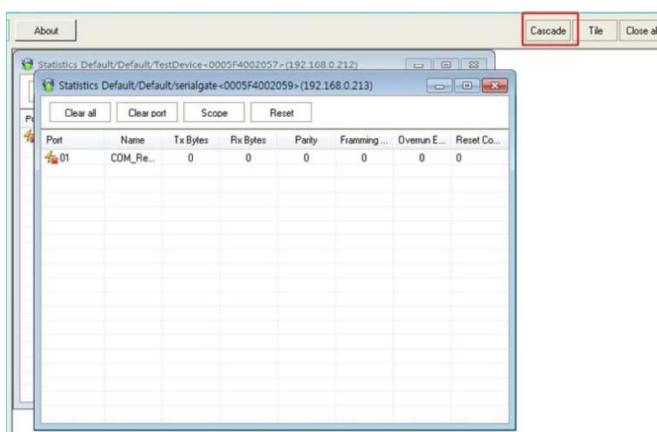 About
Cascade
Tile
Close al
Statistics Default/Default/TestDevice<0005F4002057>(192.168.0.212)
Statistics Default/Default/serialgate<0005F4002059>(192.168.0.213)
Clear all
Clear port
Scope
Reset
Port Name Tx Bytes Rx Bytes Parity Framming ... Overrun E... Reset Co...
01 COM_Re... 0 0 0 0 0 0